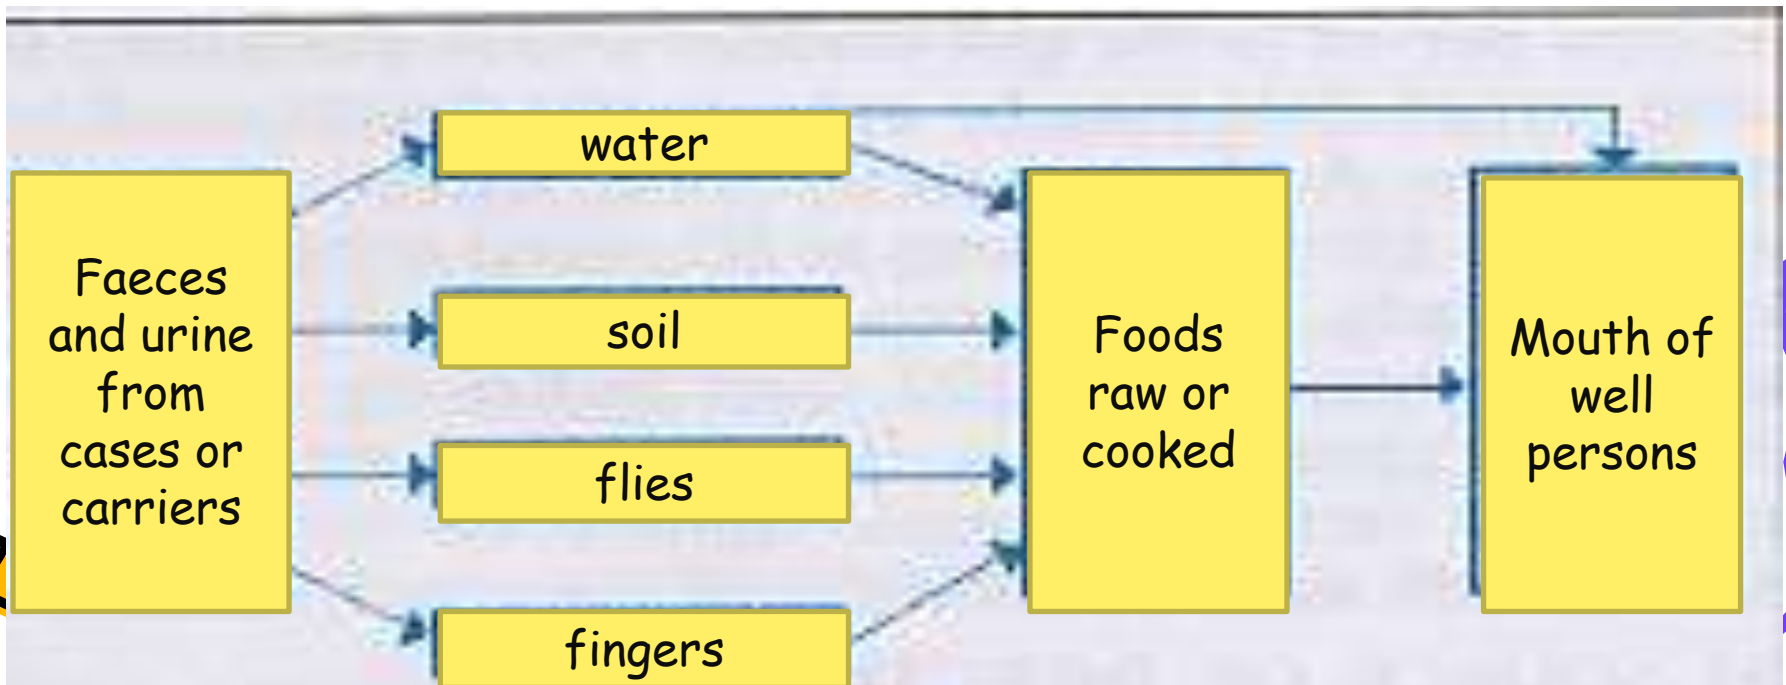 Faeces
and urine
from
cases or
carriers
water
soil
flies
fingers
Foods
raw or
cooked
Mouth of
well
persons